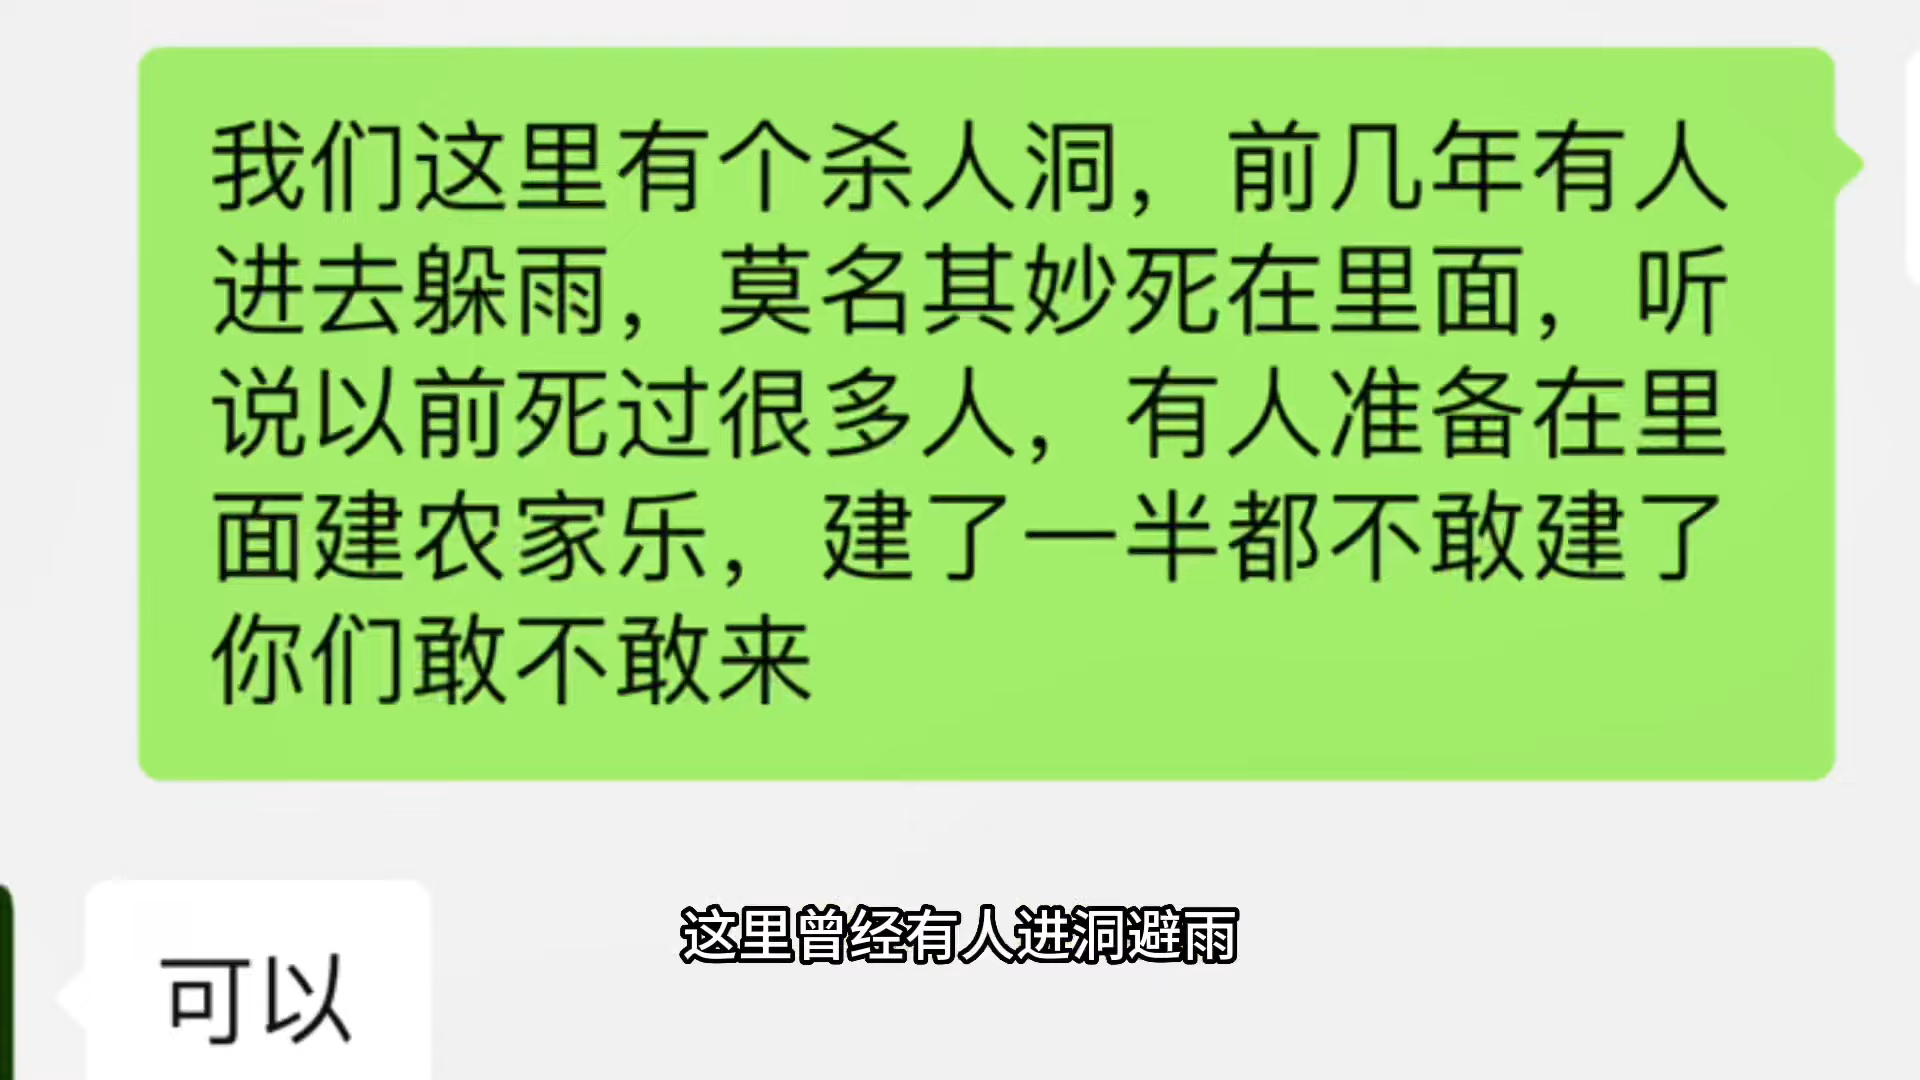 我们这里有个杀人洞，前几年有人
进去躲雨，莫名其妙死在里面，听
说以前死过很多人，有人准备在里
面建农家乐，建了一半都不敢建了
你们敢不敢来
这里曾经有人进洞避雨
可以